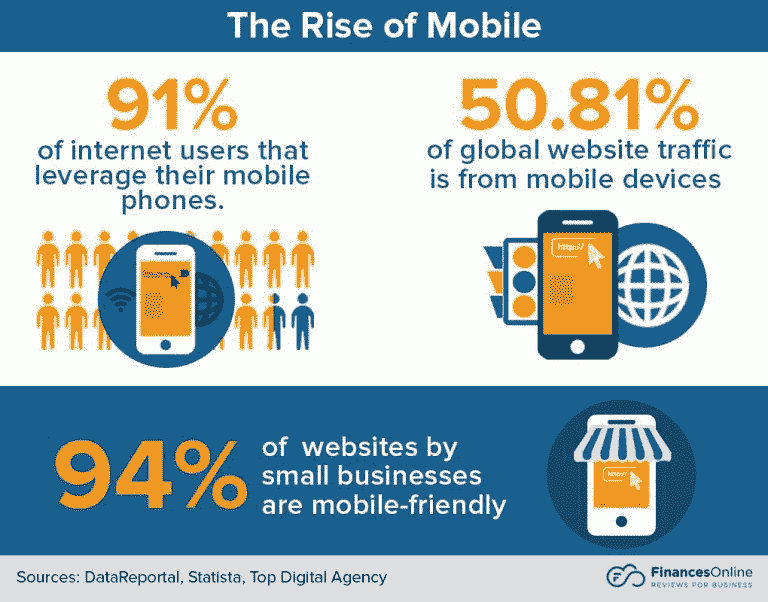 The Rise of Mobile
91%
of internet users that
leverage their mobile
phones.
50.81%
of global website traffic
is from mobile devices
http://
94%
of websites by
small businesses
are mobile-friendly
http://
Sources: DataReportal, Statista, Top Digital Agency
FinancesOnline
REVIEWS FOR BUSINESS